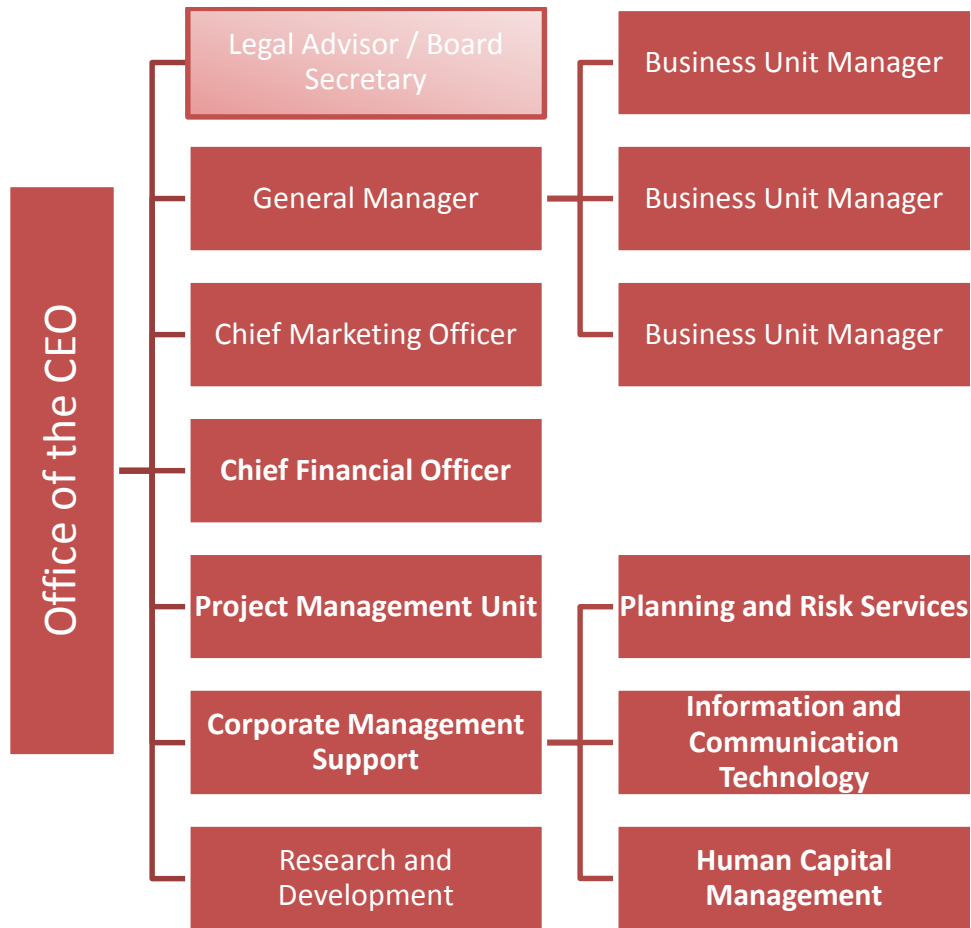 Office of the CEO
Legal Advisor / Board
Secretary
General Manager
Chief Marketing Officer
Chief Financial Officer
Project Management Unit
Corporate Management
Support
Research and
Development
Business Unit Manager
Business Unit Manager
Business Unit Manager
Planning and Risk Services
Information and
Communication
Technology
Human Capital
Management